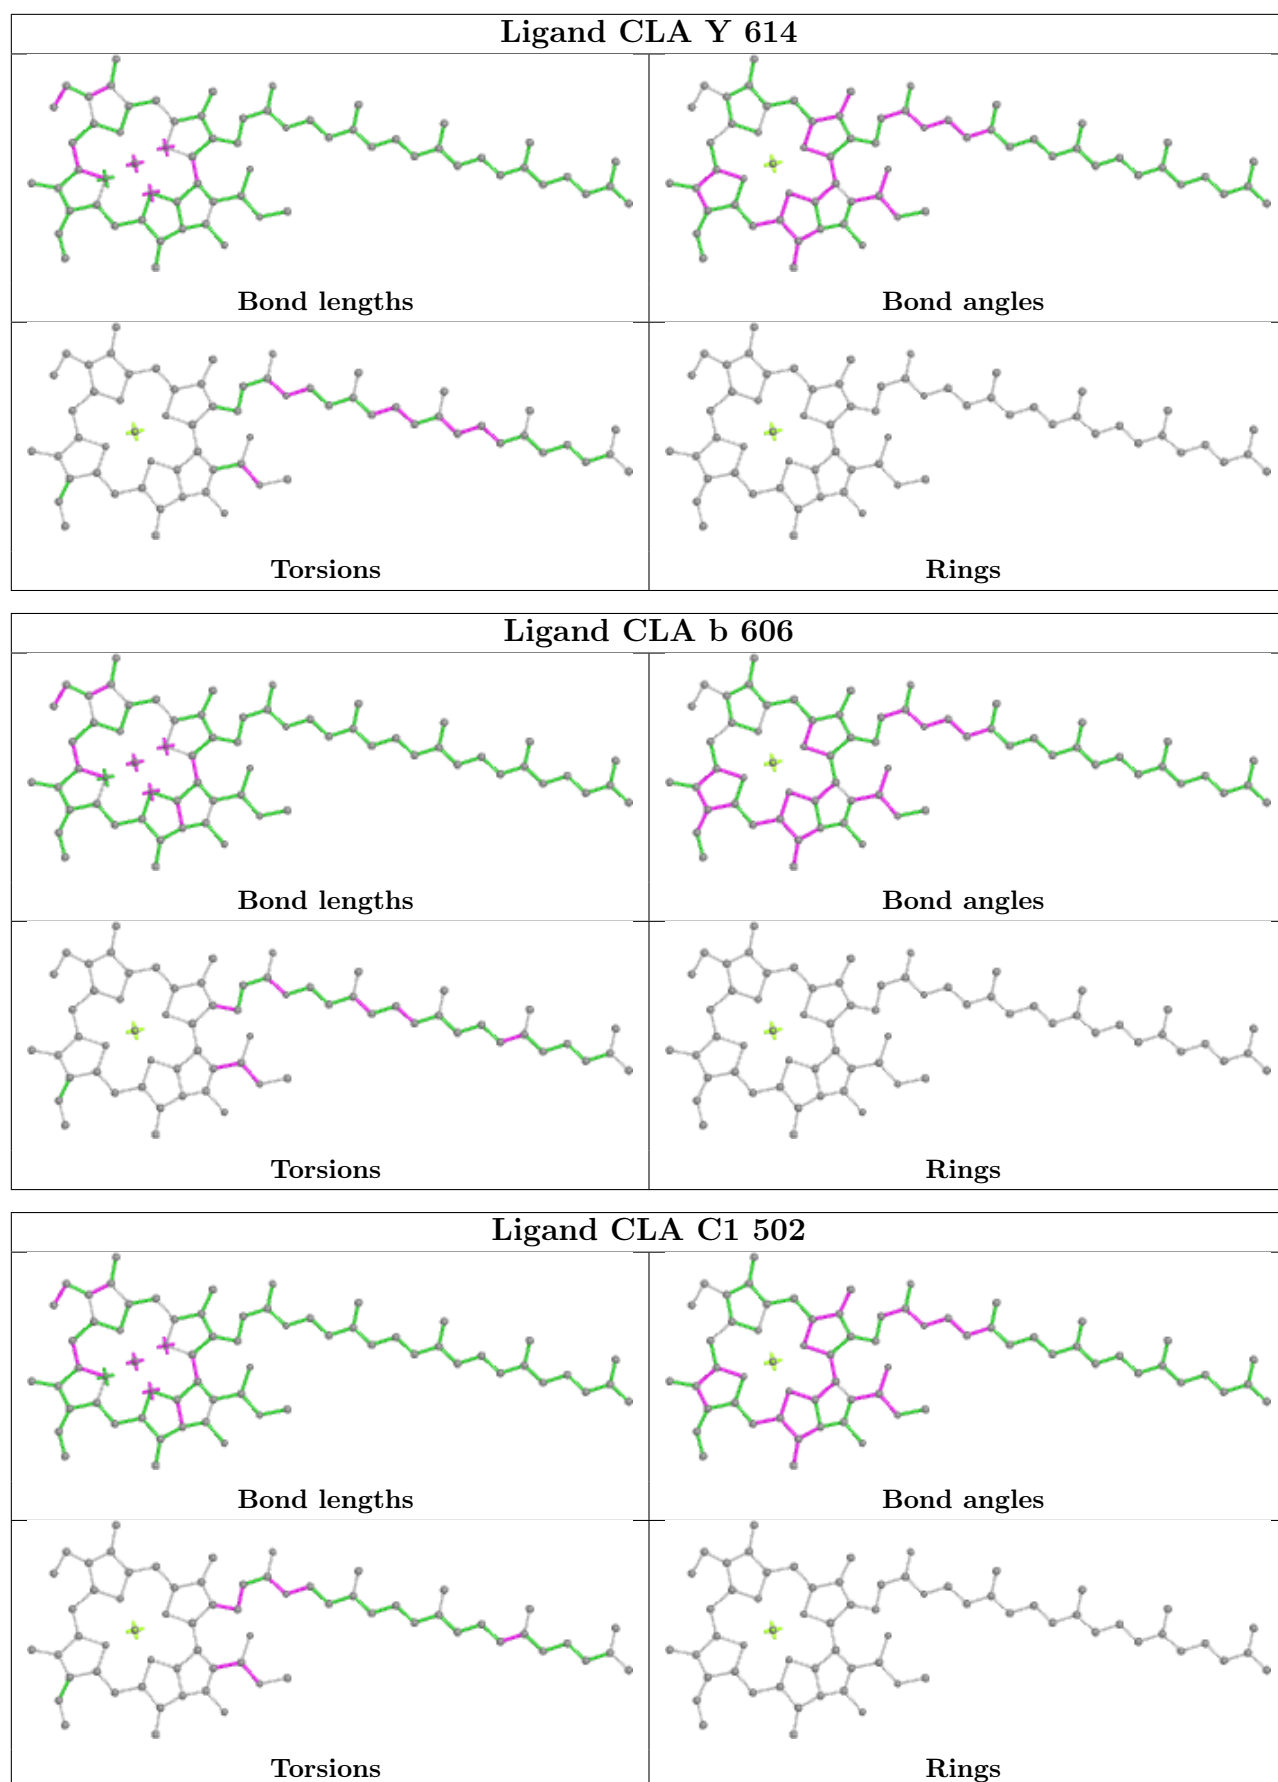 Ligand CLA Y 614
Bond lengths
Bond angles
Torsions
Rings
Ligand CLA b 606
Bond lengths
Bond angles
Torsions
Rings
Ligand CLA C1 502
Bond lengths
Bond angles
Torsions
Rings